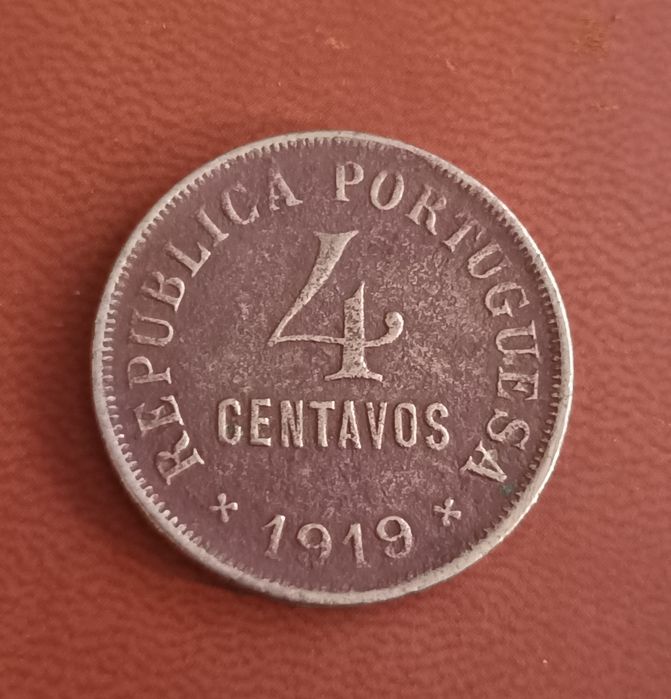 REPUBLICA PORTUGUESA
4
CENTAVOS
* 1919 *